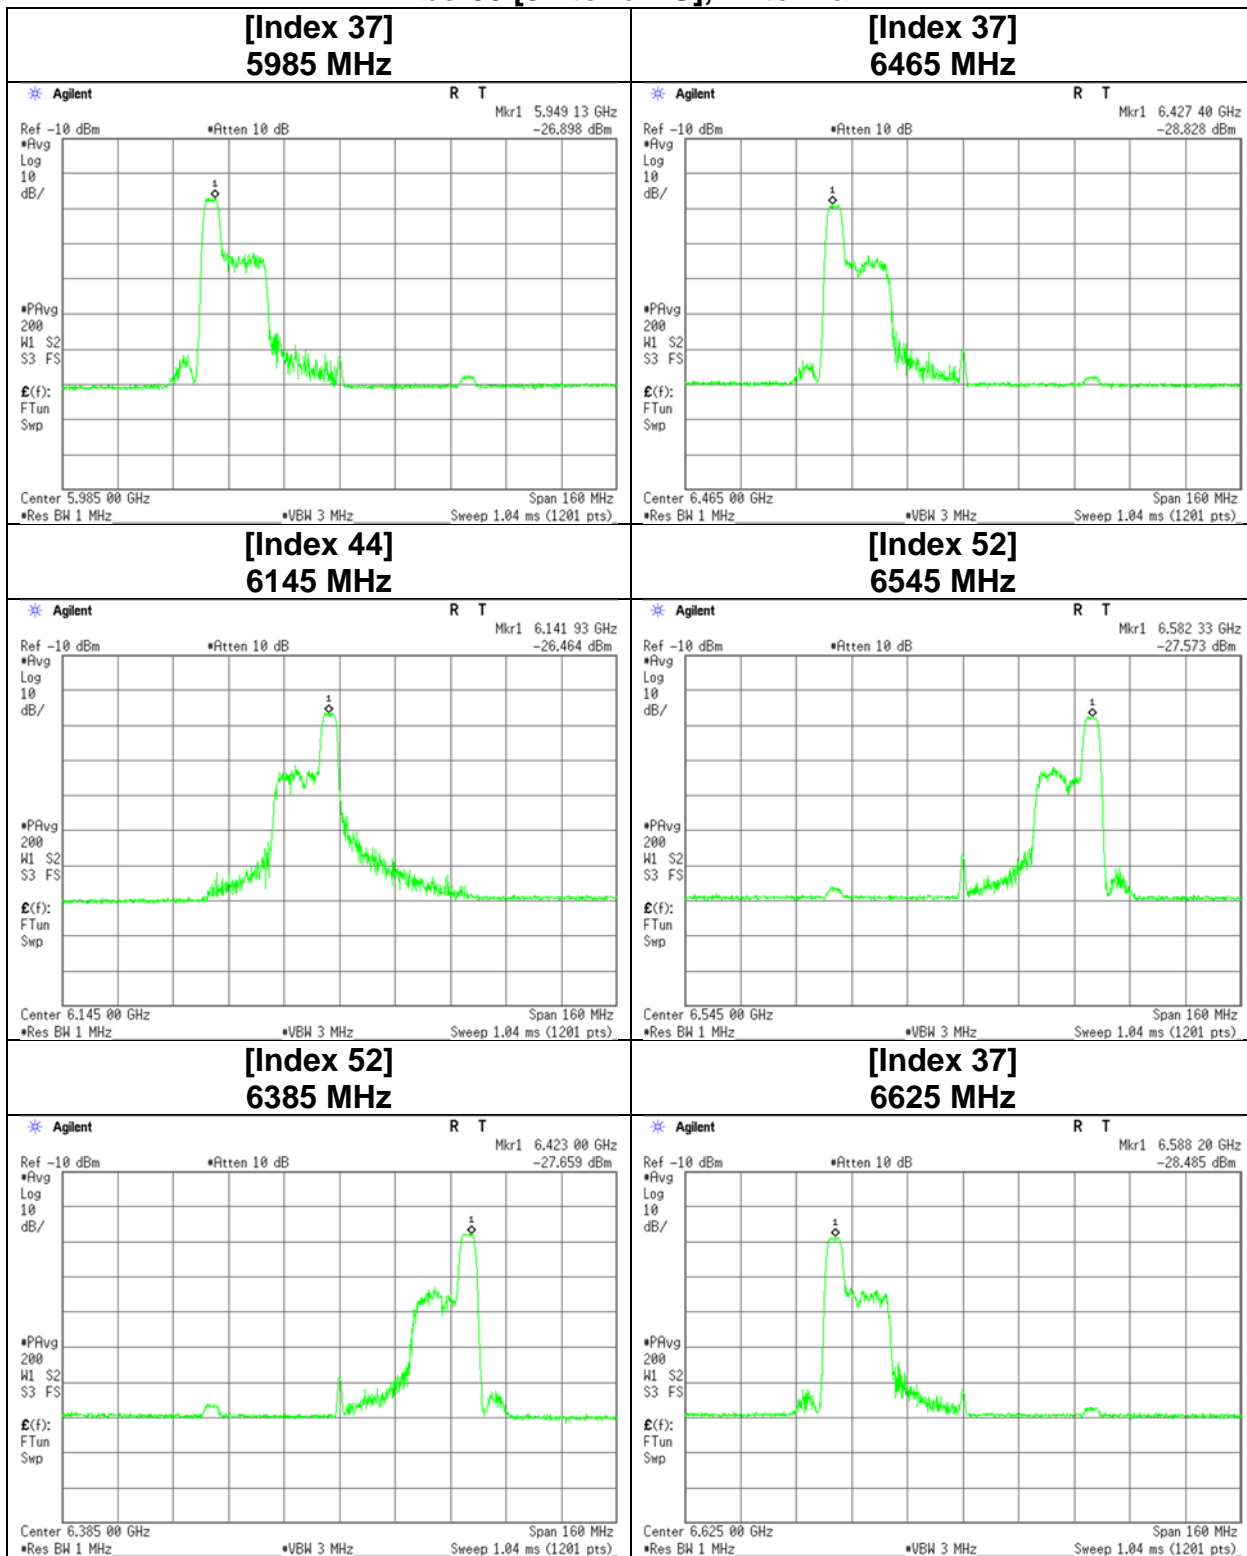 [Index 37]
5985 MHz
Agilent
R T
Mkr1 5.949 13 GHz
Ref -10 dBm
#Atten 10 dB
-26.898 dBm
#Avg
Log
10
dB/
1
#PAvg
200
W1 S2
S3 FS
£(f):
FTun
Swp
Center 5.985 00 GHz
Span 160 MHz
#Res BW 1 MHz
#VBW 3 MHz
Sweep 1.04 ms (1201 pts)
[Index 37]
6465 MHz
Agilent
R T
Mkr1 6.427 40 GHz
Ref -10 dBm
#Atten 10 dB
-28.828 dBm
#Avg
Log
10
dB/
1
#PAvg
200
W1 S2
S3 FS
£(f):
FTun
Swp
Center 6.465 00 GHz
Span 160 MHz
#Res BW 1 MHz
#VBW 3 MHz
Sweep 1.04 ms (1201 pts)
[Index 44]
6145 MHz
Agilent
R T
Mkr1 6.141 93 GHz
Ref -10 dBm
#Atten 10 dB
-26.464 dBm
#Avg
Log
10
dB/
1
#PAvg
200
W1 S2
S3 FS
£(f):
FTun
Swp
Center 6.145 00 GHz
Span 160 MHz
#Res BW 1 MHz
#VBW 3 MHz
Sweep 1.04 ms (1201 pts)
[Index 52]
6545 MHz
Agilent
R T
Mkr1 6.582 33 GHz
Ref -10 dBm
#Atten 10 dB
-27.573 dBm
#Avg
Log
10
dB/
1
#PAvg
200
W1 S2
S3 FS
£(f):
FTun
Swp
Center 6.545 00 GHz
Span 160 MHz
#Res BW 1 MHz
#VBW 3 MHz
Sweep 1.04 ms (1201 pts)
[Index 52]
6385 MHz
Agilent
R T
Mkr1 6.423 00 GHz
Ref -10 dBm
#Atten 10 dB
-27.659 dBm
#Avg
Log
10
dB/
1
#PAvg
200
W1 S2
S3 FS
£(f):
FTun
Swp
Center 6.385 00 GHz
Span 160 MHz
#Res BW 1 MHz
#VBW 3 MHz
Sweep 1.04 ms (1201 pts)
[Index 37]
6625 MHz
Agilent
R T
Mkr1 6.588 20 GHz
Ref -10 dBm
#Atten 10 dB
-28.485 dBm
#Avg
Log
10
dB/
1
#PAvg
200
W1 S2
S3 FS
£(f):
FTun
Swp
Center 6.625 00 GHz
Span 160 MHz
#Res BW 1 MHz
#VBW 3 MHz
Sweep 1.04 ms (1201 pts)